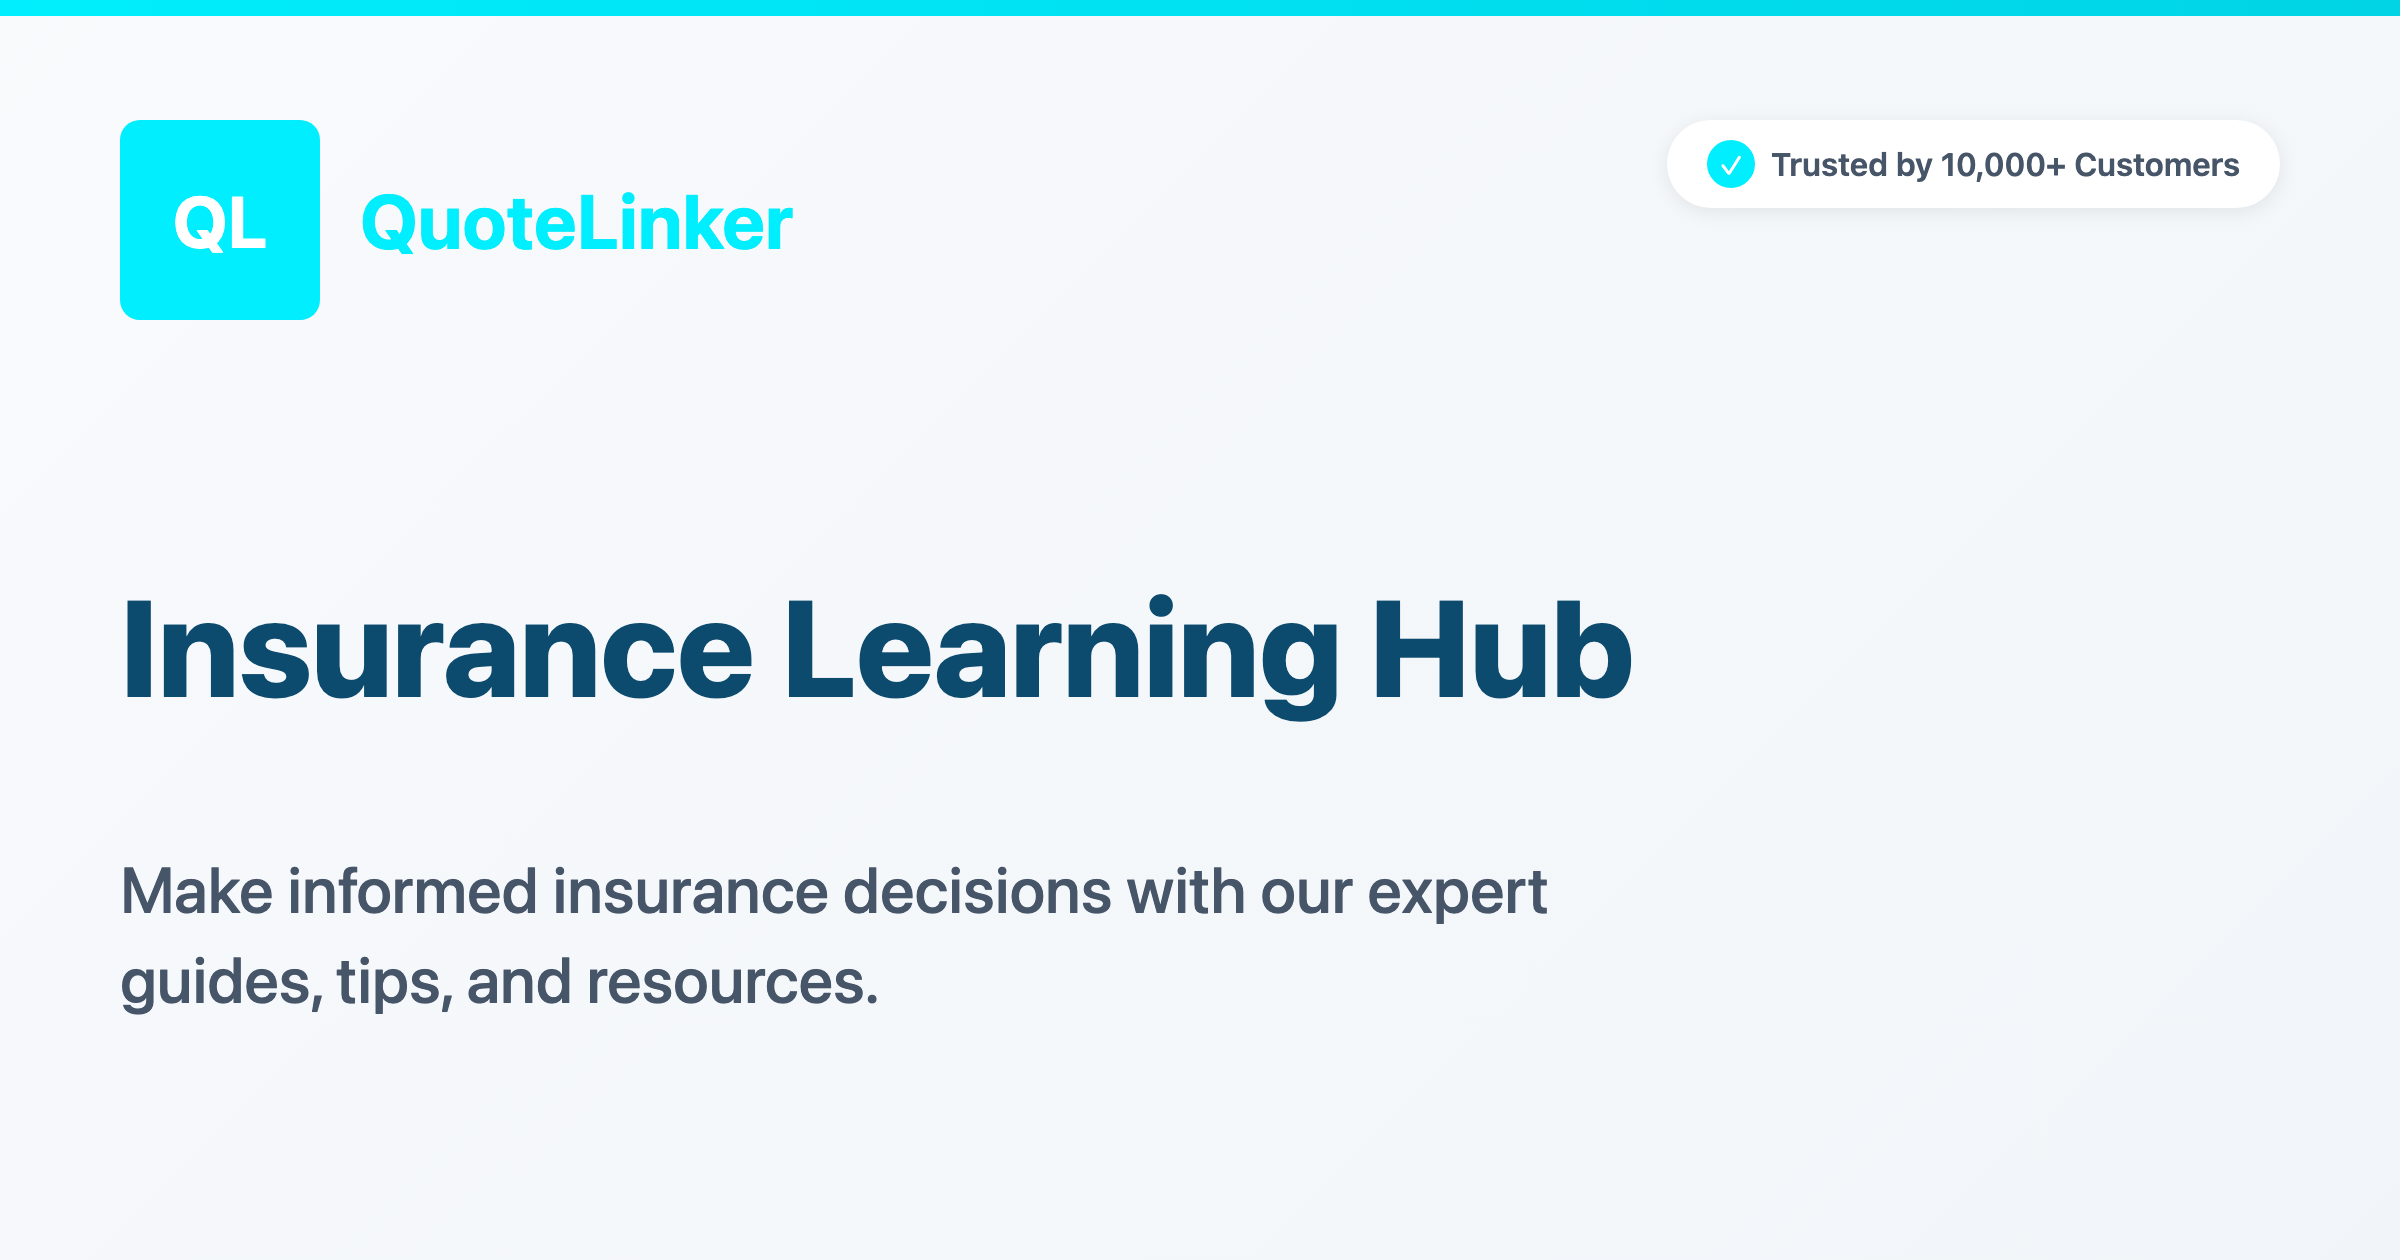 QL
QuoteLinker
Trusted by 10,000+ Customers
Insurance Learning Hub
Make informed insurance decisions with our expert
guides, tips, and resources.